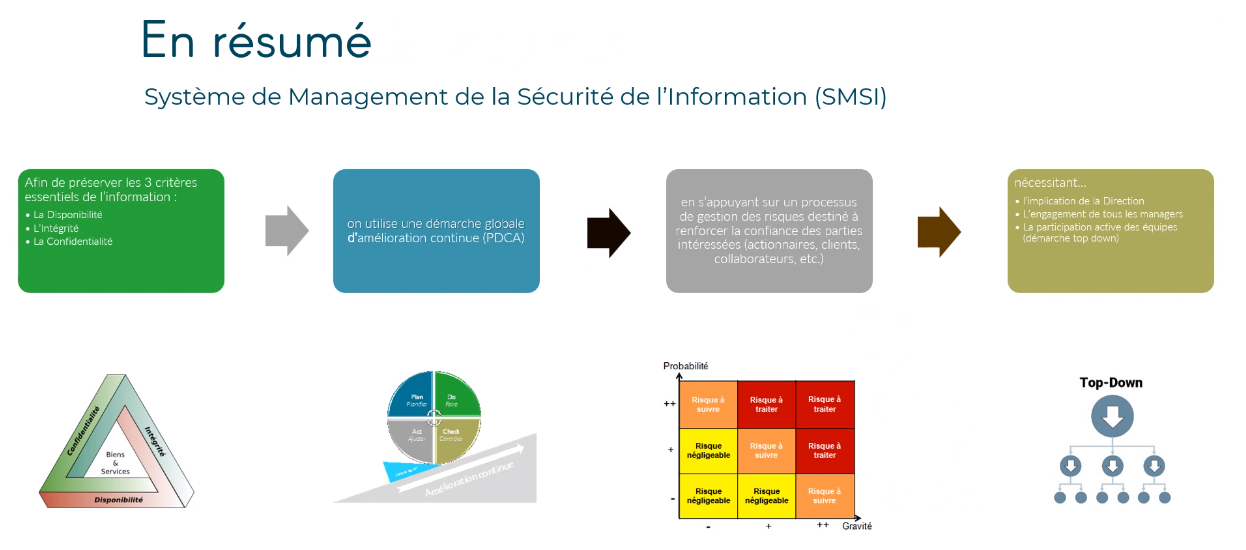 En résumé
Système de Management de la Sécurité de l’Information (SMSI)
Afin de préserver les 3 critères
essentiels de l'information :
• La Disponibilité
• L'Intégrité
• La Confidentialité
on utilise une démarche globale
d'amélioration continue (PDCA)
en s'appuyant sur un processus
de gestion des risques destiné à
renforcer la confiance des parties
intéressées (actionnaires, clients,
collaborateurs, etc.)
nécessitant...
• l'implication de la Direction
• L'engagement de tous les managers
• La participation active des équipes
(démarche top down)
Confidentialité
Intégrité
Biens
&
Services
Disponibilité
Plan
Planifier
Do
Faire
Act
Ajuster
Check
Contrôler
Amélioration continue
Probabilité
++
Risque à
suivre
Risque à
traiter
Risque à
traiter
+
Risque
négligeable
Risque à
suivre
Risque à
traiter
-
Risque
négligeable
Risque
négligeable
Risque à
suivre
-
+
++
Gravité
Top-Down